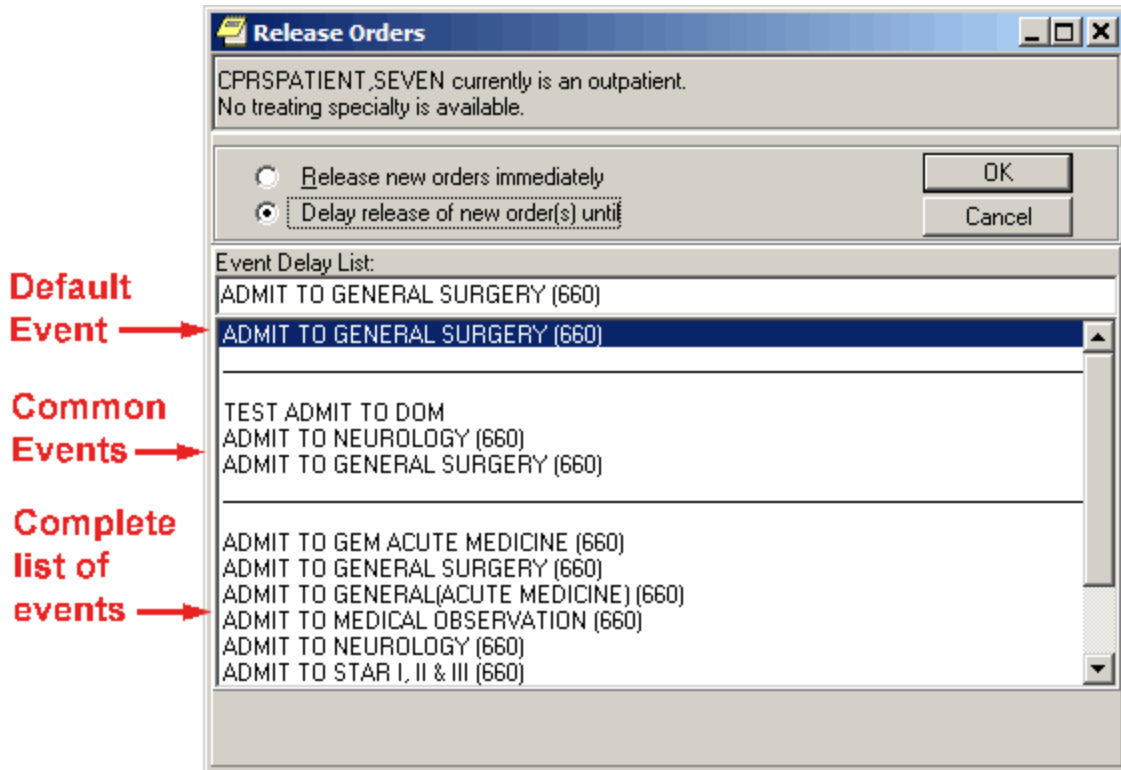 Release Orders
CPRSPATIENT,SEVEN currently is an outpatient.
No treating specialty is available.
Release new orders immediately
OK
Delay release of new order(s) until
Cancel
Event Delay List:
ADMIT TO GENERAL SURGERY (660)
Default
Event
ADMIT TO GENERAL SURGERY (660)
Common
Events
TEST ADMIT TO DOM
ADMIT TO NEUROLOGY (660)
ADMIT TO GENERAL SURGERY (660)
Complete
list of
events
ADMIT TO GEM ACUTE MEDICINE (660)
ADMIT TO GENERAL SURGERY (660)
ADMIT TO GENERAL(ACUTE MEDICINE) (660)
ADMIT TO MEDICAL OBSERVATION (660)
ADMIT TO NEUROLOGY (660)
ADMIT TO STAR I, II & III (660)